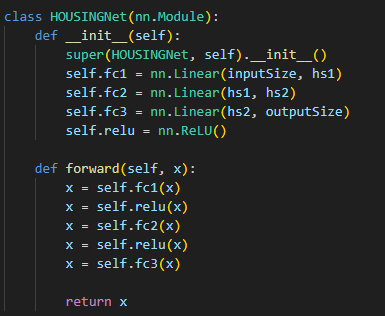 class HOUSINGNet(nn.Module):
    def __init__(self):
        super(HOUSINGNet, self).__init__()
        self.fc1 = nn.Linear(inputSize, hs1)
        self.fc2 = nn.Linear(hs1, hs2)
        self.fc3 = nn.Linear(hs2, outputSize)
        self.relu = nn.ReLU()

    def forward(self, x):
        x = self.fc1(x)
        x = self.relu(x)
        x = self.fc2(x)
        x = self.relu(x)
        x = self.fc3(x)

        return x